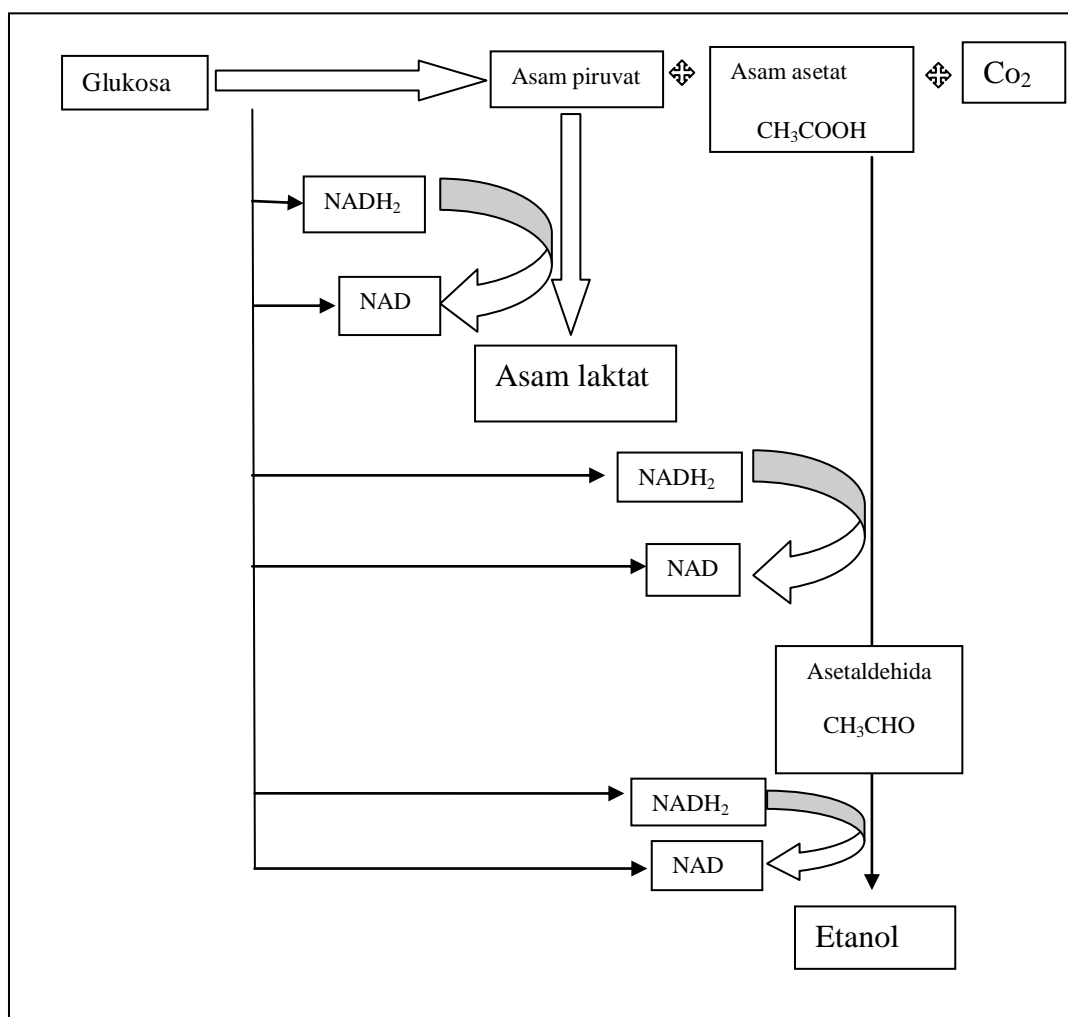 Glukosa
Asam piruvat
Asam asetat
CH₃COOH
Co₂
NADH₂
NAD
Asam laktat
NADH₂
NAD
Asetaldehida
CH₃CHO
NADH₂
NAD
Etanol